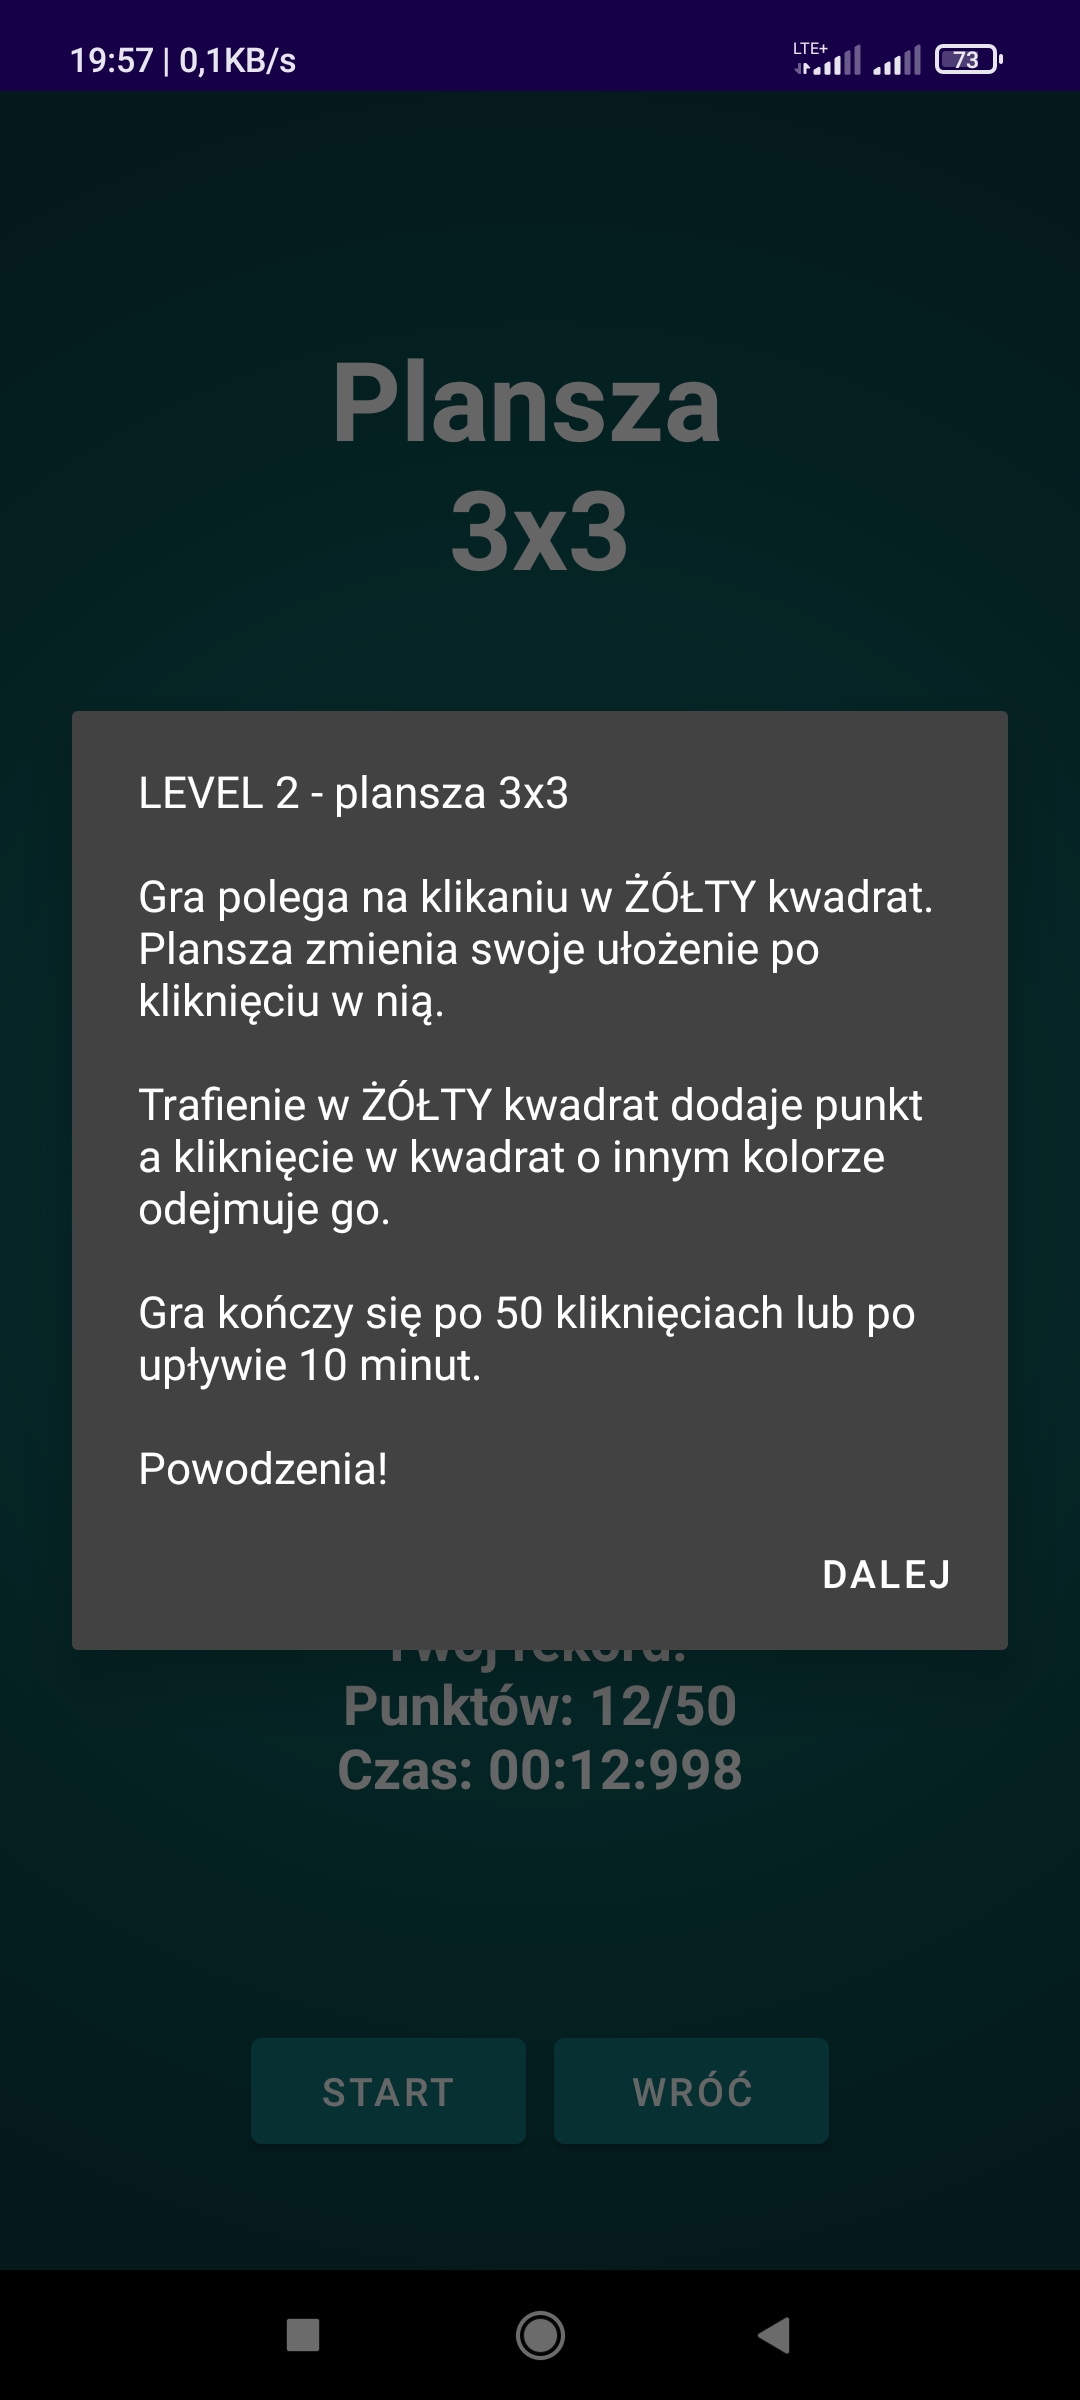 19:57 | 0,1KB/s
LTE+
73
Plansza
3x3
LEVEL 2 - plansza 3x3
Gra polega na klikaniu w ŻÓŁTY kwadrat.
Plansza zmienia swoje ułożenie po
kliknięciu w nią.
Trafienie w ŻÓŁTY kwadrat dodaje punkt
a kliknięcie w kwadrat o innym kolorze
odejmuje go.
Gra kończy się po 50 kliknięciach lub po
upływie 10 minut.
Powodzenia!
DALEJ
Twój rekord:
Punktów: 12/50
Czas: 00:12:998
START
WRÓĆ